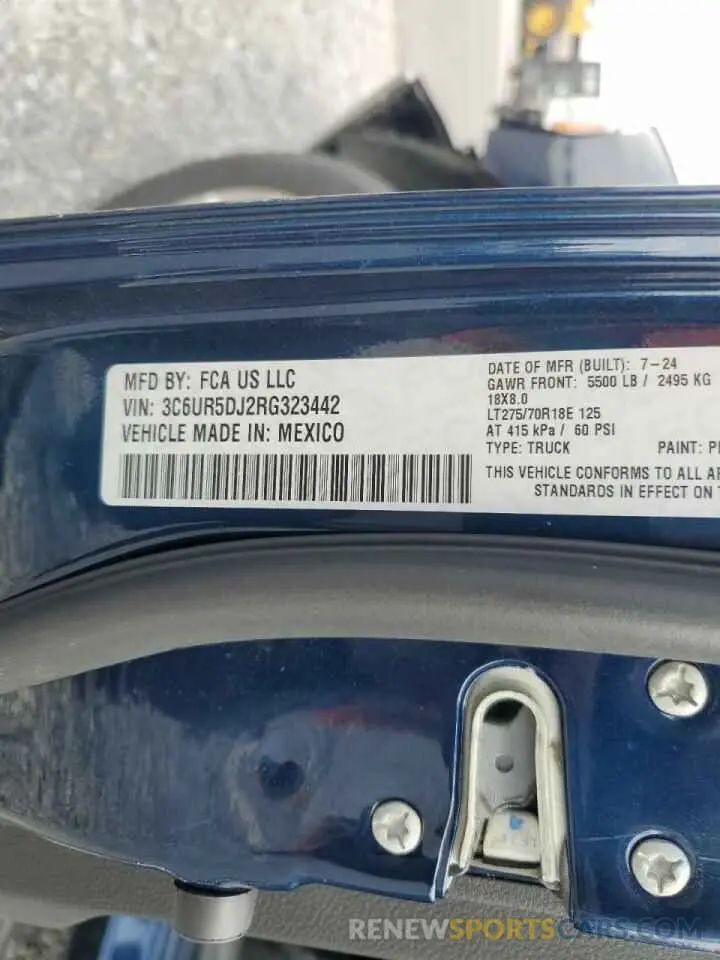 MFD BY: FCA US LLC
VIN: 3C6UR5DJ2RG323442
VEHICLE MADE IN: MEXICO
DATE OF MFR (BUILT): 7-24
GAWR FRONT: 5500 LB / 2495 KG
18X8.0
LT275/70R18E 125
AT 415 kPa / 60 PSI
TYPE: TRUCK PAINT:
THIS VEHICLE CONFORMS TO ALL
STANDARDS IN EFFECT ON
RENEWSPORTSCARS.COM